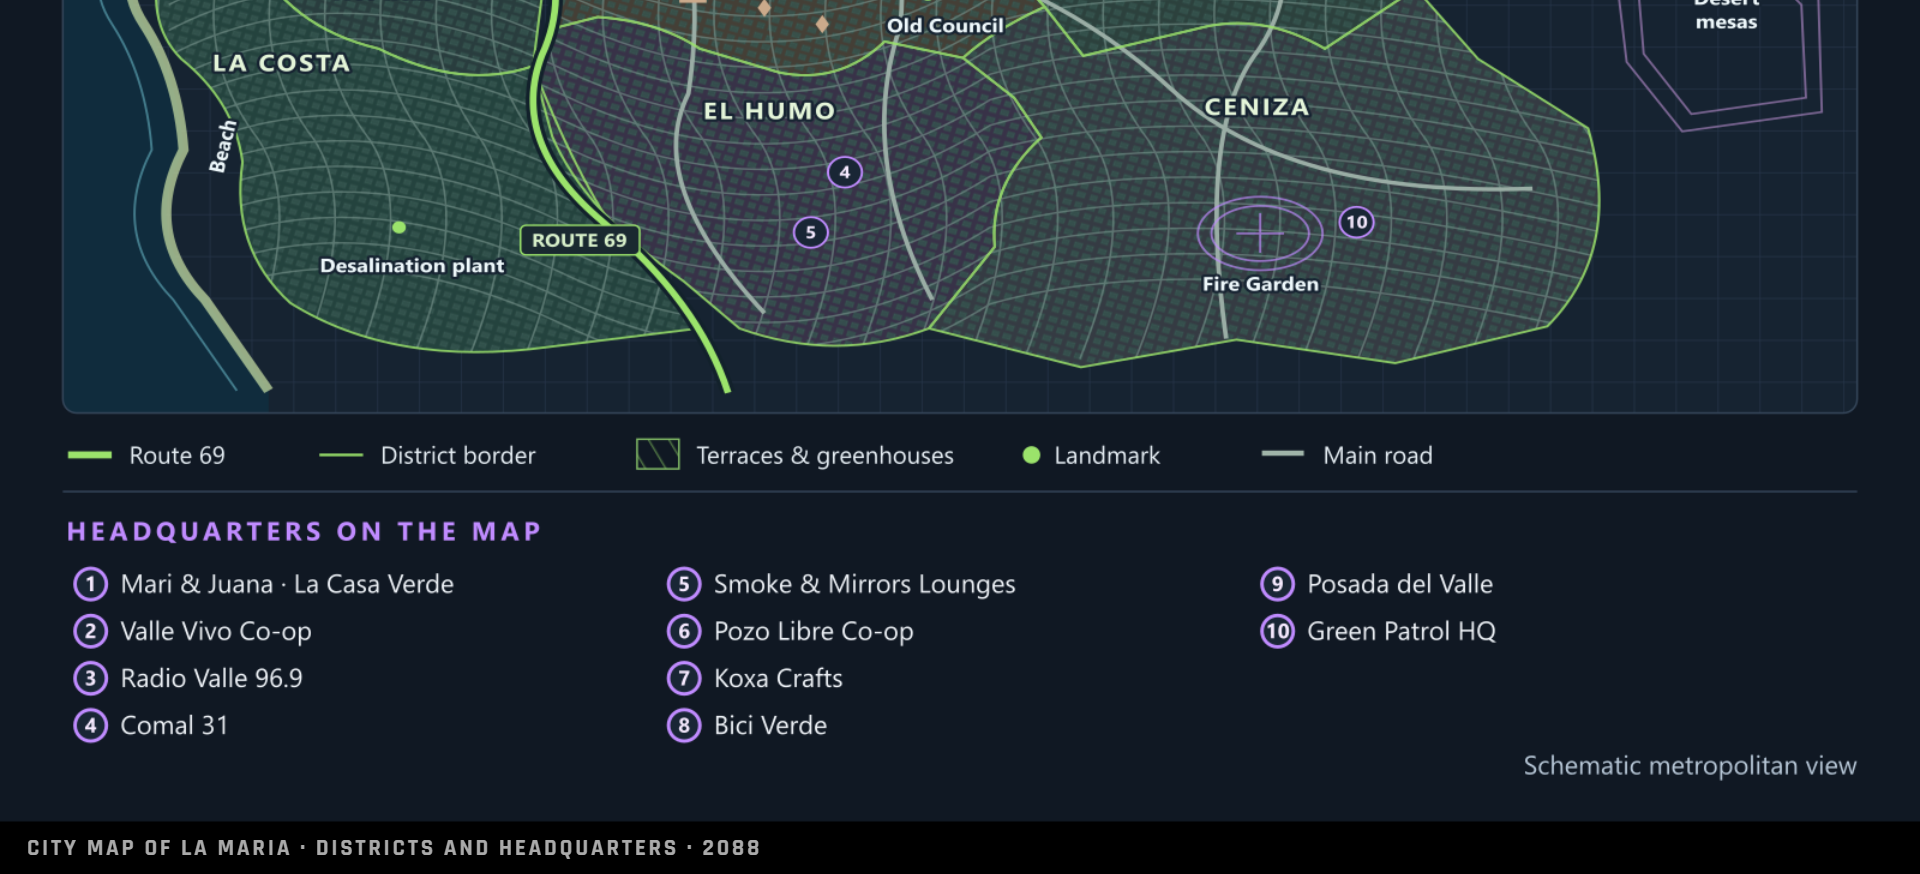 Desert
mesas
Old Council
LA COSTA
EL HUMO
CENIZA
Beach
4
5
10
ROUTE 69
Desalination plant
Fire Garden
Route 69
District border
Terraces & greenhouses
Landmark
Main road
HEADQUARTERS ON THE MAP
1 Mari & Juana · La Casa Verde
2 Valle Vivo Co-op
3 Radio Valle 96.9
4 Comal 31
5 Smoke & Mirrors Lounges
6 Pozo Libre Co-op
7 Koxa Crafts
8 Bici Verde
9 Posada del Valle
10 Green Patrol HQ
Schematic metropolitan view
CITY MAP OF LA MARIA · DISTRICTS AND HEADQUARTERS · 2088